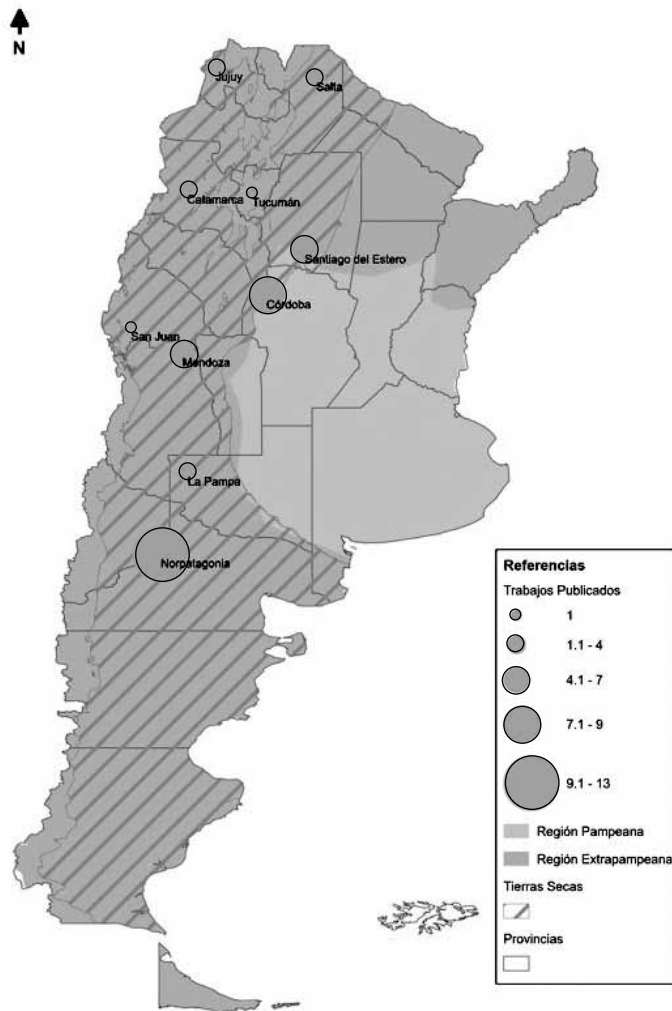 N
Jujuy
Salta
Catamarca
Tucumán
Santiago del Estero
Córdoba
San Juan
Mendoza
La Pampa
Norpatagonia
Referencias
Trabajos Publicados
1
1.1 - 4
4.1 - 7
7.1 - 9
9.1 - 13
Región Pampeana
Región Extrapampeana
Tierras Secas
Provincias